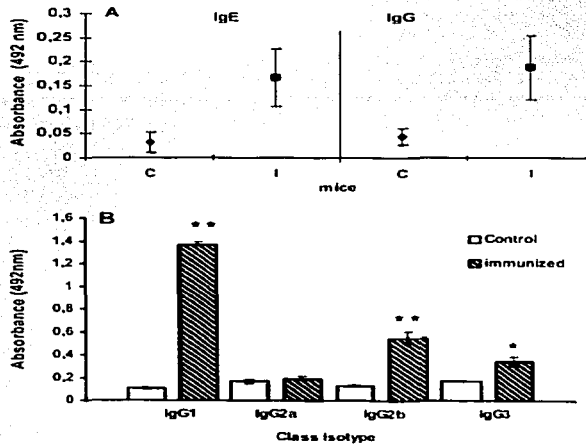 A
IgE
IgG
Absorbance (492 nm)
0,3
0,25
0,2
0,15
0,1
0,05
0
C
I
C
I
mice
B
Absorbance (492nm)
1,6
1,4
1,2
1
0,8
0,6
0,4
0,2
0
**
**
*
Control
immunized
IgG1
IgG2a
IgG2b
IgG3
Class Isotype